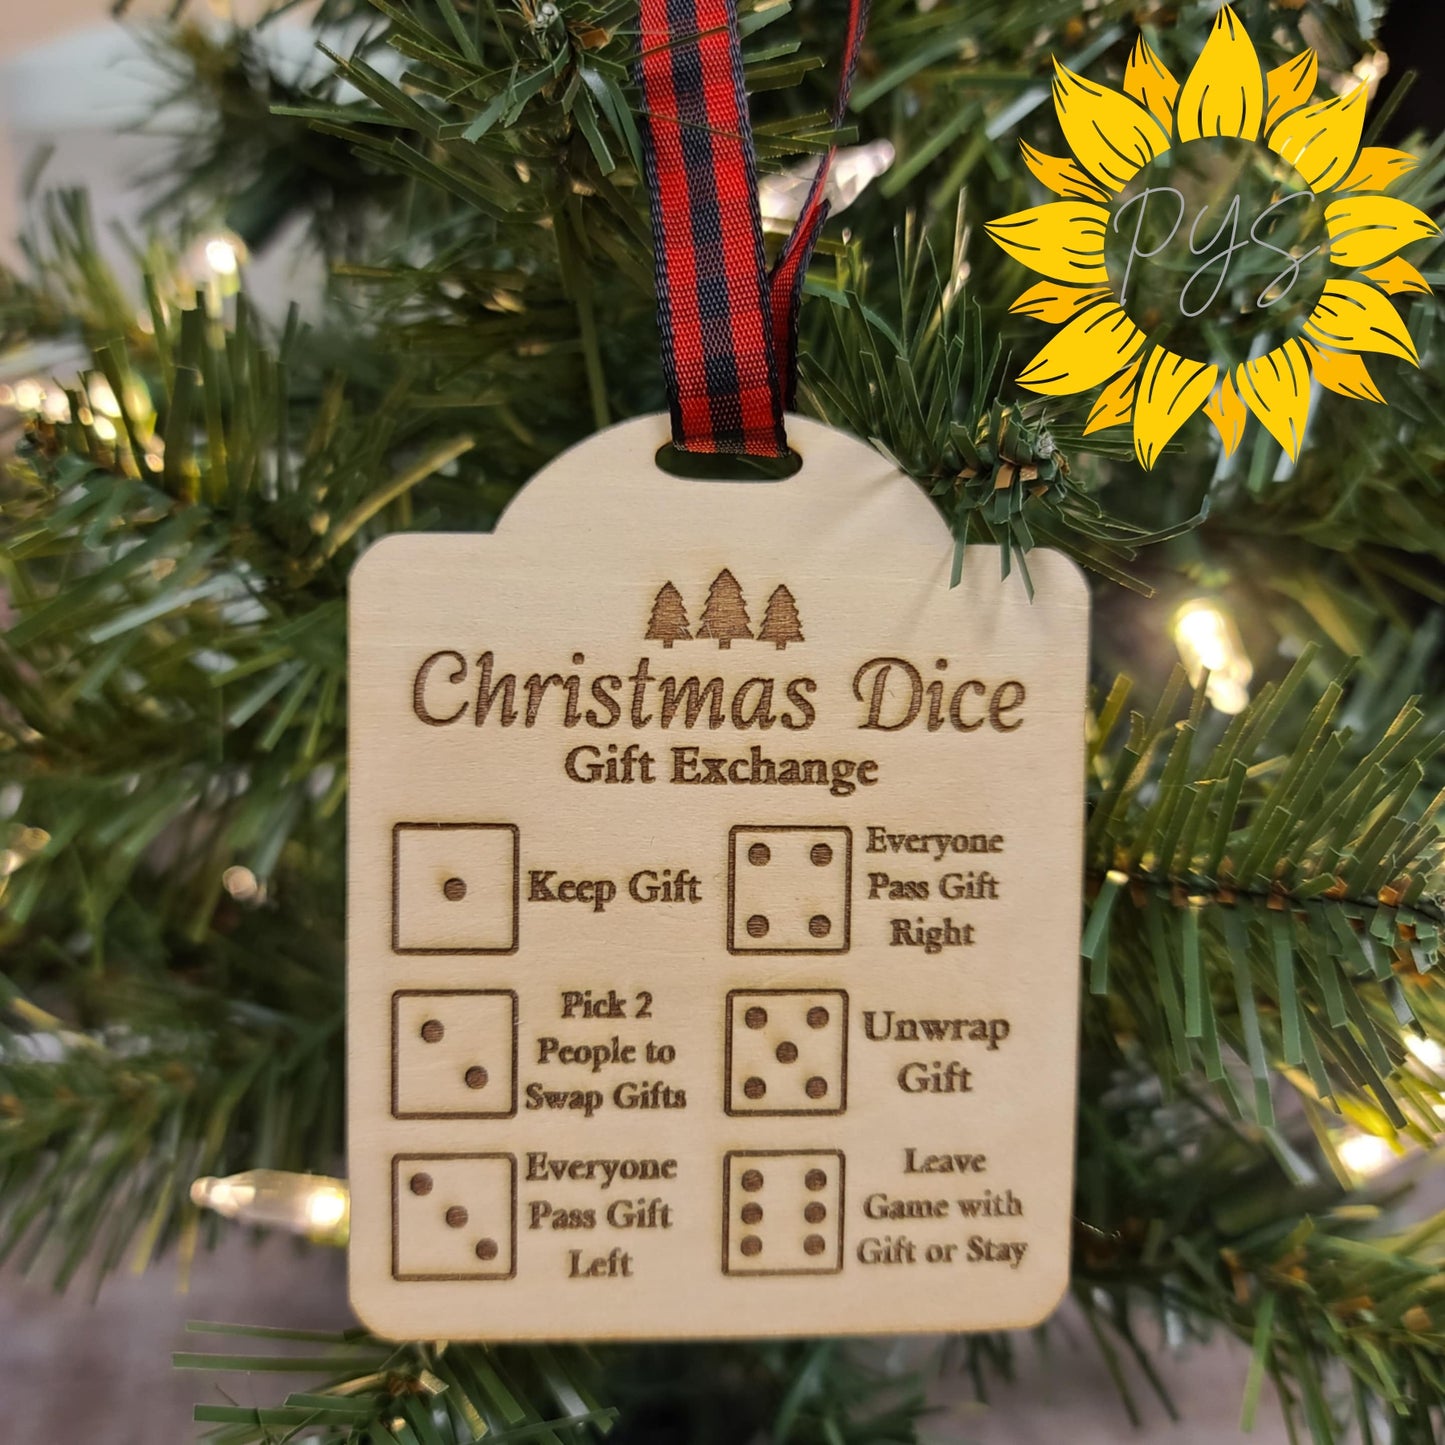 PYS
Christmas Dice
Gift Exchange
Keep Gift
Pick 2
People to
Swap Gifts
Everyone
Pass Gift
Left
Everyone
Pass Gift
Right
Unwrap
Gift
Leave
Game with
Gift or Stay